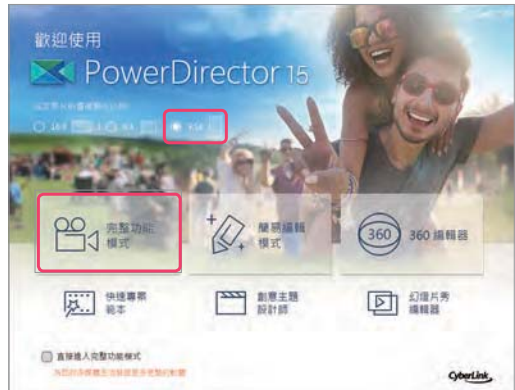 歡迎使用
PowerDirector 15
16:9
完整功能
模式
簡易編輯
模式
360
360 編輯器
快速專案
範本
創意主題
設計師
幻燈片秀
編輯器
直接進入完整功能模式
CyberLink